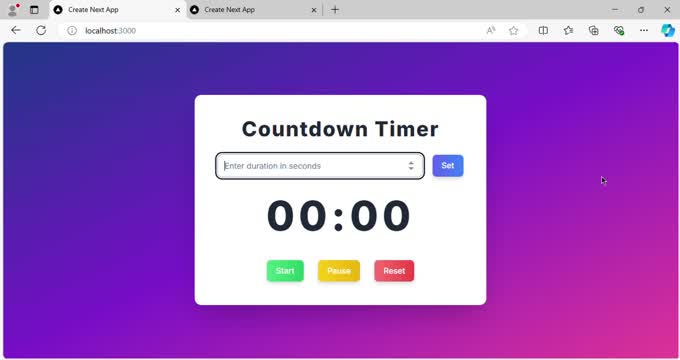 Create Next App
Create Next App
localhost:3000
Countdown Timer
Enter duration in seconds
Set
00:00
Start
Pause
Reset